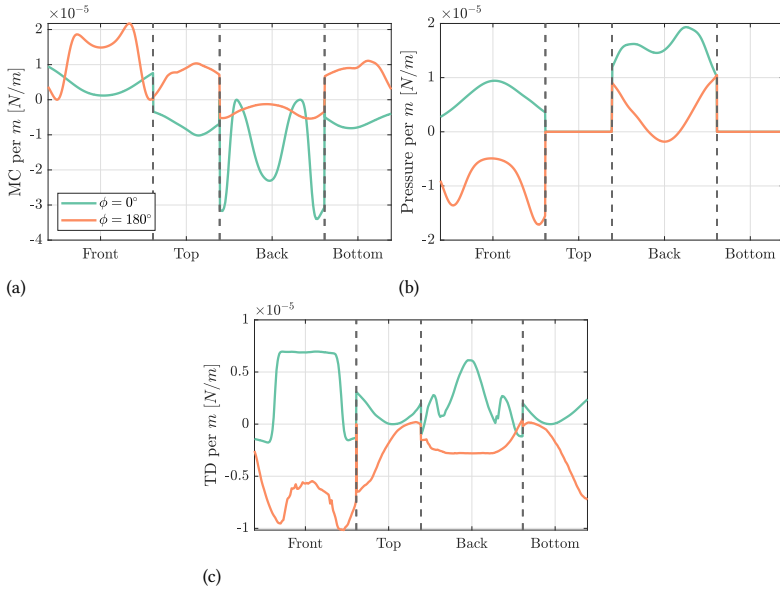 ×10⁻⁵
2
1
0
-1
-2
-3
-4
MC per m [N/m]
ϕ = 0°
ϕ = 180°
Front Top Back Bottom
(a)
×10⁻⁵
2
1
0
-1
-2
Pressure per m [N/m]
Front Top Back Bottom
(b)
×10⁻⁵
1
0.5
0
-0.5
-1
TD per m [N/m]
Front Top Back Bottom
(c)